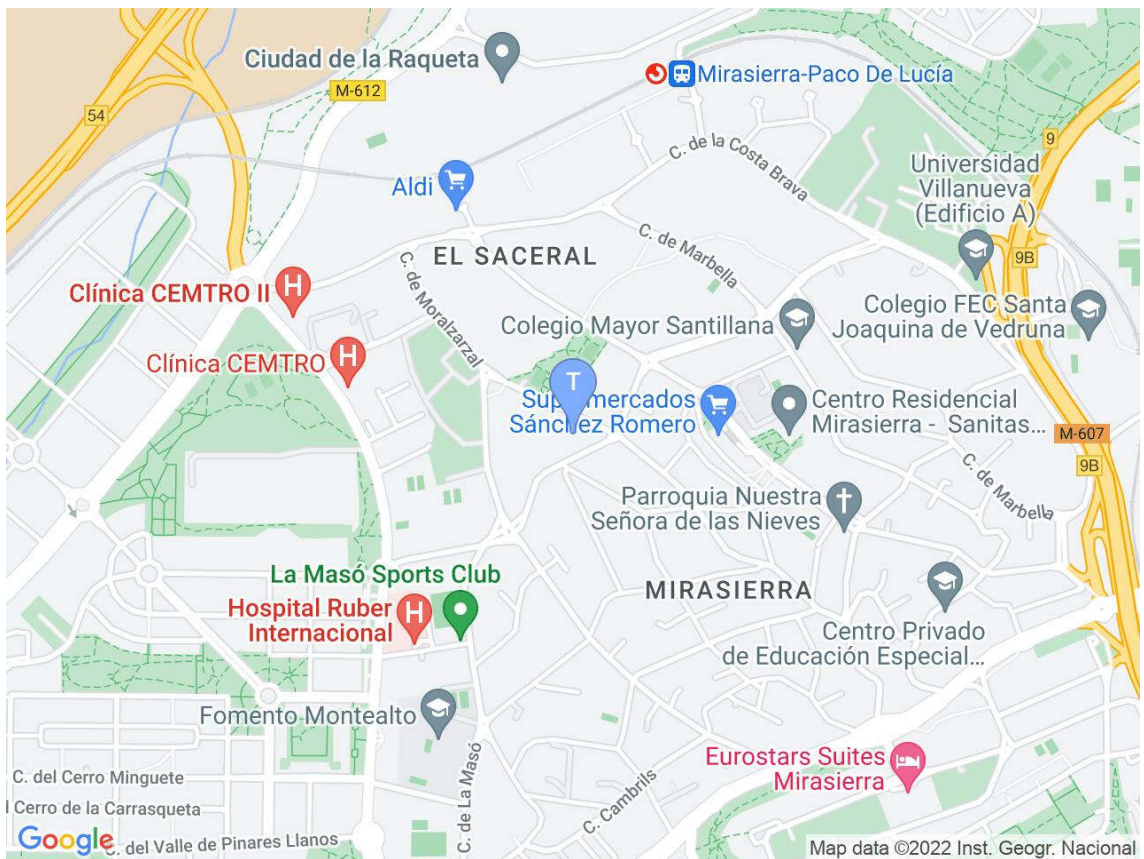 Ciudad de la Raqueta
M-612
54
Mirasierra-Paco De Lucía
9
C. de la Costa Brava
Universidad
Villanueva
(Edificio A)
Aldi
9B
C. de Marbella
EL SACERAL
C. de Moralzarzal
Clínica CEMTRO II
H
Colegio FEC Santa
Joaquina de Vedruna
Colegio Mayor Santillana
Clínica CEMTRO
H
T
Supermercados
Sánchez Romero
Centro Residencial
Mirasierra - Sanitas...
M-607
9B
C. de Marbella
Parroquia Nuestra
Señora de las Nieves
La Masó Sports Club
MIRASIERRA
Hospital Ruber
Internacional
H
Centro Privado
de Educación Especial...
Fomento Montealto
C. de La Masó
Eurostars Suites
Mirasierra
C. del Cerro Minguete
l Cerro de la Carrasqueta
C. Cambrils
Google
C. del Valle de Pinares Llanos
Map data ©2022 Inst. Geogr. Nacional